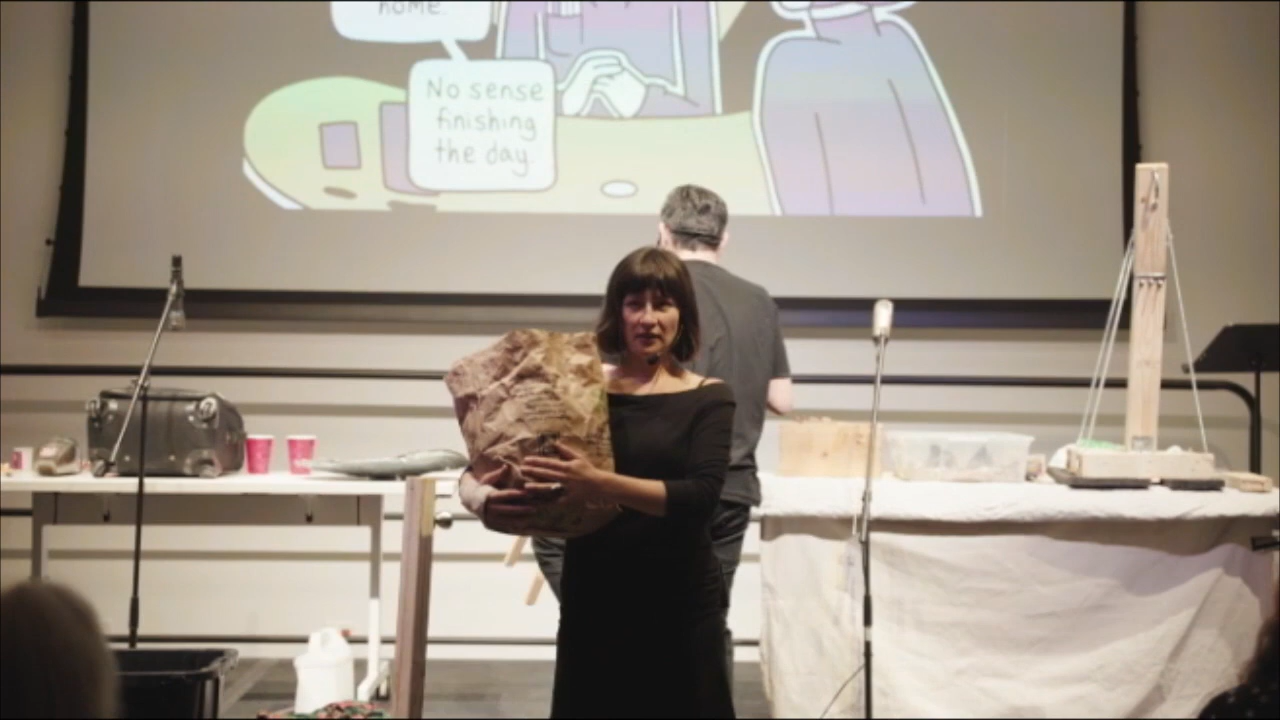 home.
No sense
finishing
the day.